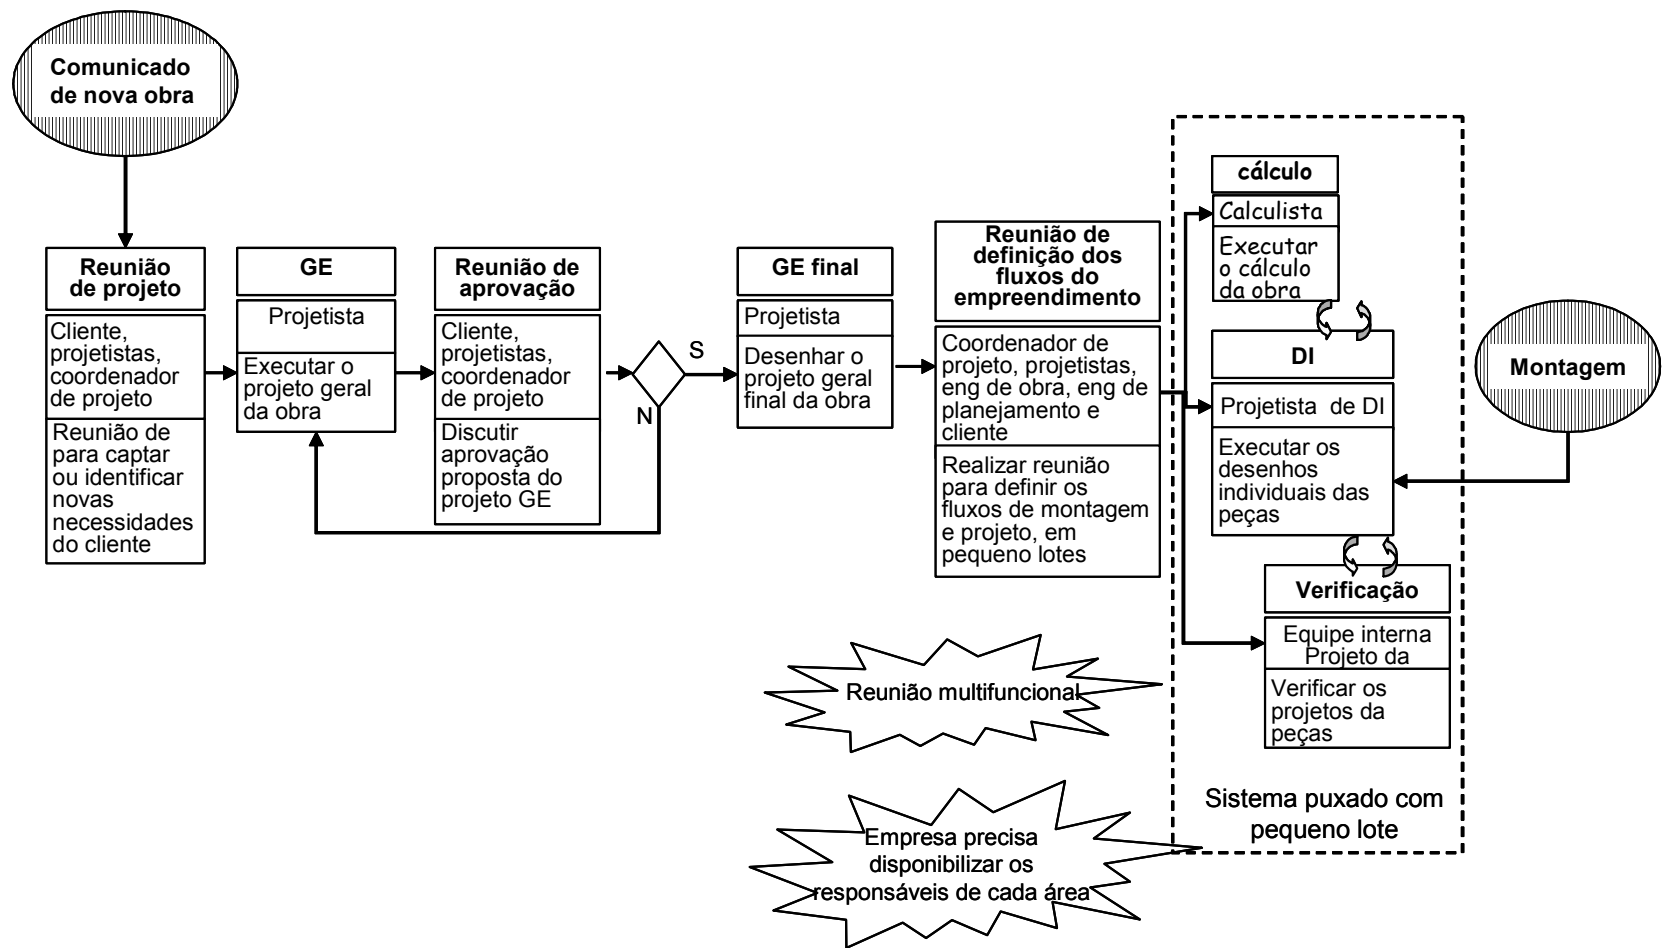 Comunicado
de nova obra
Reunião
de projeto
Cliente,
projetistas,
coordenador
de projeto
Reunião de
para captar
ou identificar
novas
necessidades
do cliente
GE
Projetista
Executar o
projeto geral
da obra
Reunião de
aprovação
Cliente,
projetistas,
coordenador
de projeto
Discutir
aprovação
proposta do
projeto GE
S
N
GE final
Projetista
Desenhar o
projeto geral
final da obra
Reunião de
definição dos
fluxos do
empreendimento
Coordenador de
projeto, projetistas,
eng de obra, eng de
planejamento e
cliente
Realizar reunião
para definir os
fluxos de montagem
e projeto, em
pequeno lotes
cálculo
Calculista
Executar
o cálculo
da obra
DI
Projetista de DI
Executar os
desenhos
individuais das
peças
Verificação
Equipe interna
Projeto da
Verificar os
projetos da
peças
Sistema puxado com
pequeno lote
Montagem
Reunião multifuncional
Empresa precisa
disponibilizar os
responsáveis de cada área